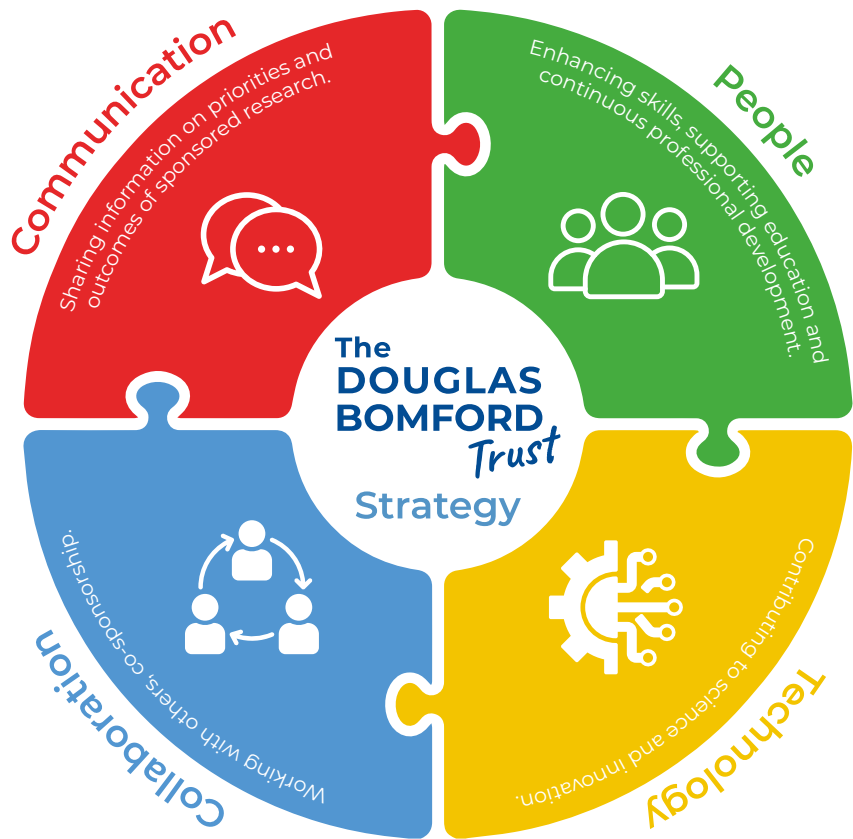 Communication
Sharing information on priorities and
outcomes of sponsored research.
People
Enhancing skills, supporting education and
continuous professional development.
The
DOUGLAS
BOMFORD
Trust
Strategy
Collaboration
Working with others, co-sponsorship.
Technology
Contributing to science and innovation.